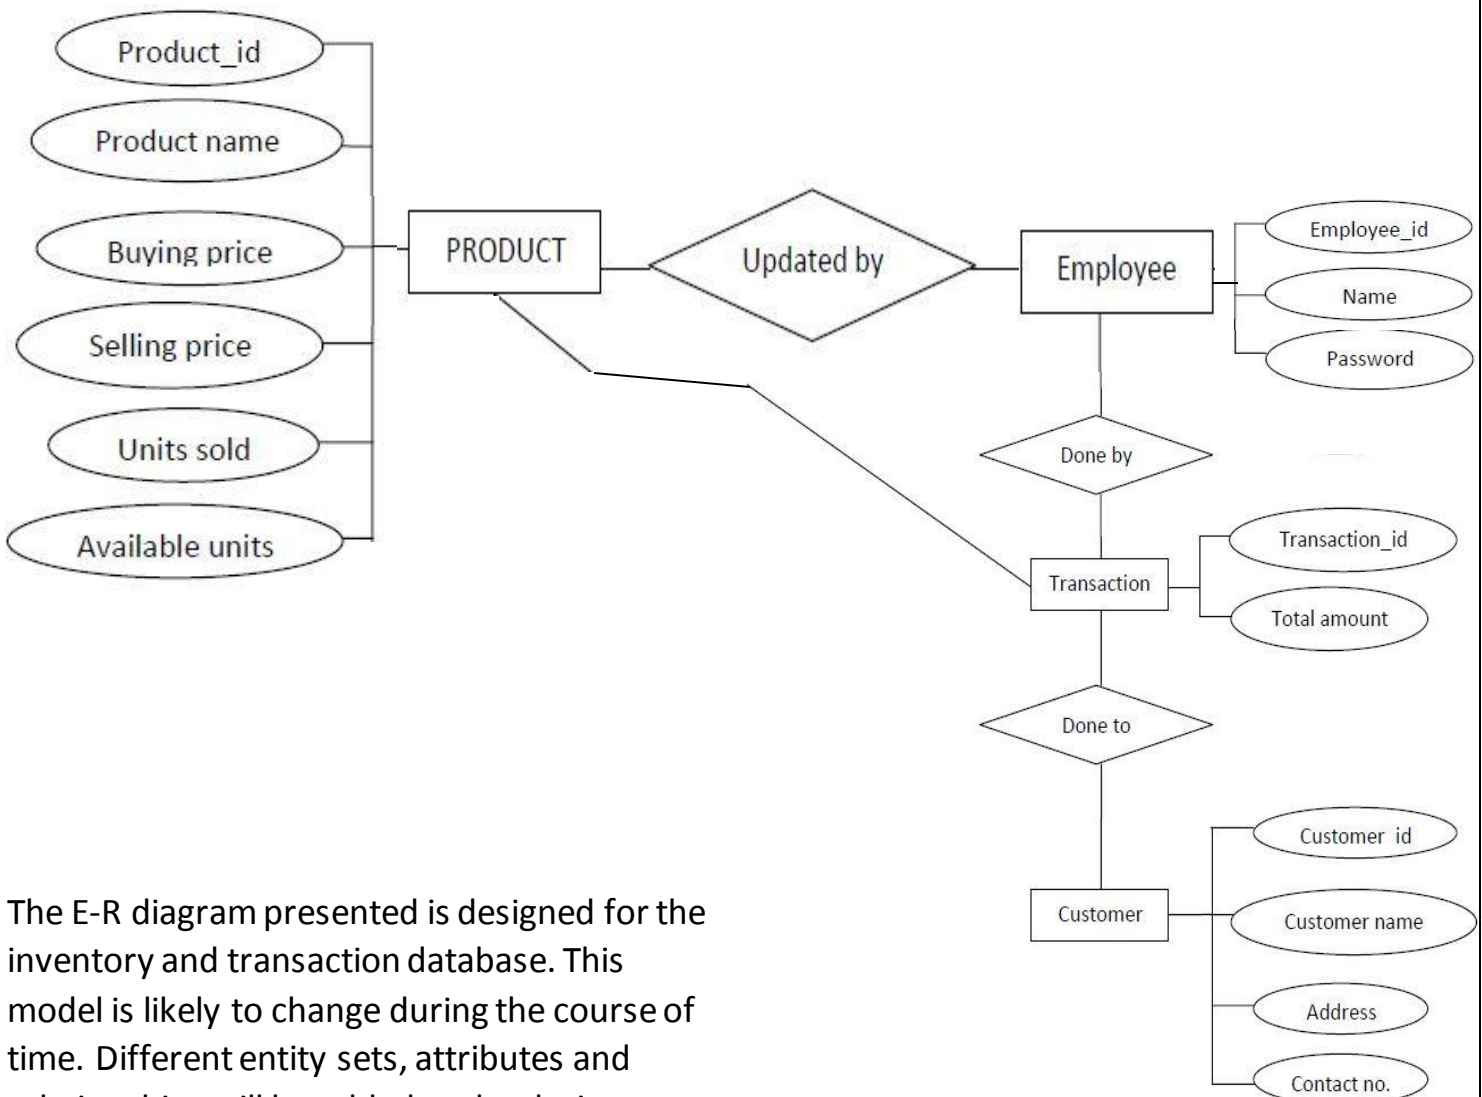 Product_id
Product name
Buying price
Selling price
Units sold
Available units
PRODUCT
Updated by
Employee
Employee_id
Name
Password
Done by
Transaction
Transaction_id
Total amount
Done to
Customer
Customer id
Customer name
Address
Contact no.
The E-R diagram presented is designed for the
inventory and transaction database. This
model is likely to change during the course of
time. Different entity sets, attributes and